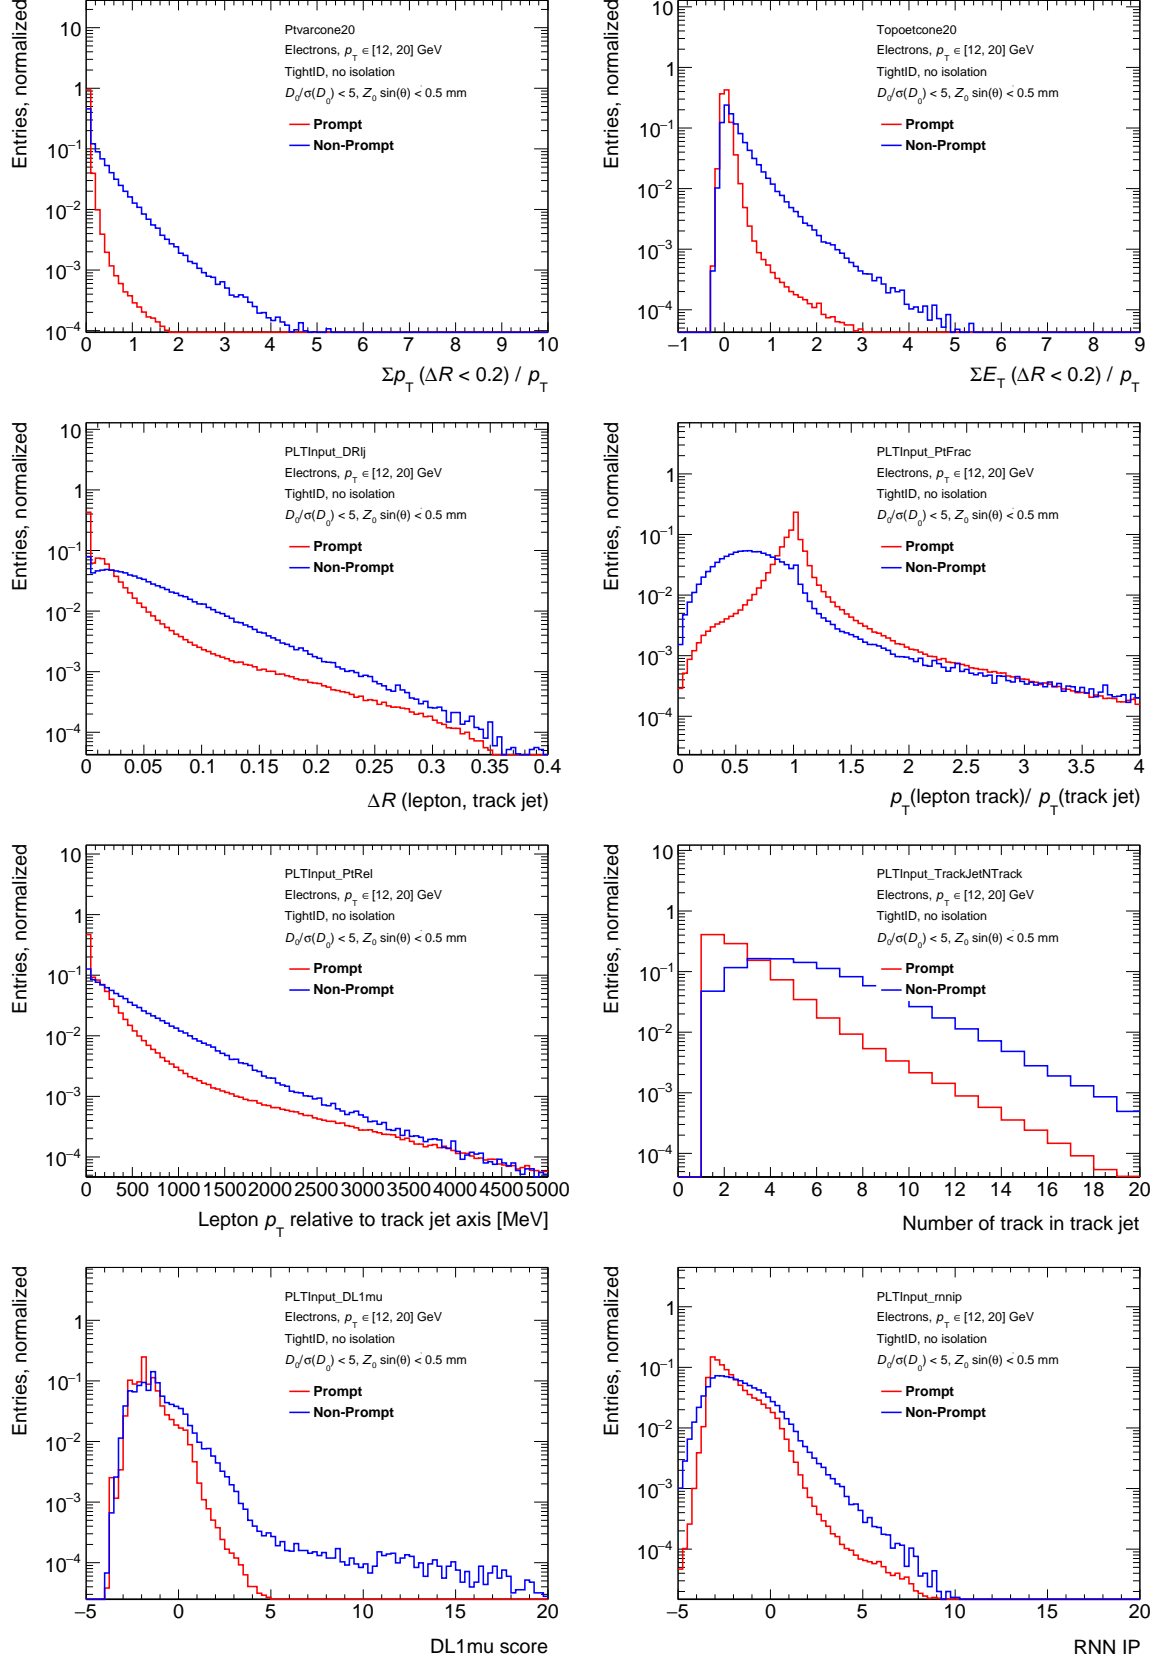 Entries, normalized
Ptvarcone20
Electrons, p_T ∈ [12, 20] GeV
TightID, no isolation
D_0/σ(D_0) < 5, Z_0 sin(θ) < 0.5 mm
Prompt
Non-Prompt
1
10^−1
10^−2
10^−3
10^−4
0 1 2 3 4 5 6 7 8 9 10
Σp_T (ΔR < 0.2) / p_T
Entries, normalized
Topoetcone20
Electrons, p_T ∈ [12, 20] GeV
TightID, no isolation
D_0/σ(D_0) < 5, Z_0 sin(θ) < 0.5 mm
Prompt
Non-Prompt
1
10^−1
10^−2
10^−3
10^−4
−1 0 1 2 3 4 5 6 7 8 9
ΣE_T (ΔR < 0.2) / p_T
Entries, normalized
PLTInput_DRlj
Electrons, p_T ∈ [12, 20] GeV
TightID, no isolation
D_0/σ(D_0) < 5, Z_0 sin(θ) < 0.5 mm
Prompt
Non-Prompt
10
1
10^−1
10^−2
10^−3
10^−4
0 0.05 0.1 0.15 0.2 0.25 0.3 0.35 0.4
ΔR (lepton, track jet)
Entries, normalized
PLTInput_PtFrac
Electrons, p_T ∈ [12, 20] GeV
TightID, no isolation
D_0/σ(D_0) < 5, Z_0 sin(θ) < 0.5 mm
Prompt
Non-Prompt
1
10^−1
10^−2
10^−3
10^−4
0 0.5 1 1.5 2 2.5 3 3.5 4
p_T(lepton track)/ p_T(track jet)
Entries, normalized
PLTInput_PtRel
Electrons, p_T ∈ [12, 20] GeV
TightID, no isolation
D_0/σ(D_0) < 5, Z_0 sin(θ) < 0.5 mm
Prompt
Non-Prompt
10
1
10^−1
10^−2
10^−3
10^−4
0 500 1000 1500 2000 2500 3000 3500 4000 4500 5000
Lepton p_T relative to track jet axis [MeV]
Entries, normalized
PLTInput_TrackJetNTrack
Electrons, p_T ∈ [12, 20] GeV
TightID, no isolation
D_0/σ(D_0) < 5, Z_0 sin(θ) < 0.5 mm
Prompt
Non-Prompt
10
1
10^−1
10^−2
10^−3
10^−4
0 2 4 6 8 10 12 14 16 18 20
Number of track in track jet
Entries, normalized
PLTInput_DL1mu
Electrons, p_T ∈ [12, 20] GeV
TightID, no isolation
D_0/σ(D_0) < 5, Z_0 sin(θ) < 0.5 mm
Prompt
Non-Prompt
1
10^−1
10^−2
10^−3
10^−4
−5 0 5 10 15 20
DL1mu score
Entries, normalized
PLTInput_rnnip
Electrons, p_T ∈ [12, 20] GeV
TightID, no isolation
D_0/σ(D_0) < 5, Z_0 sin(θ) < 0.5 mm
Prompt
Non-Prompt
1
10^−1
10^−2
10^−3
10^−4
−5 0 5 10 15 20
RNN IP